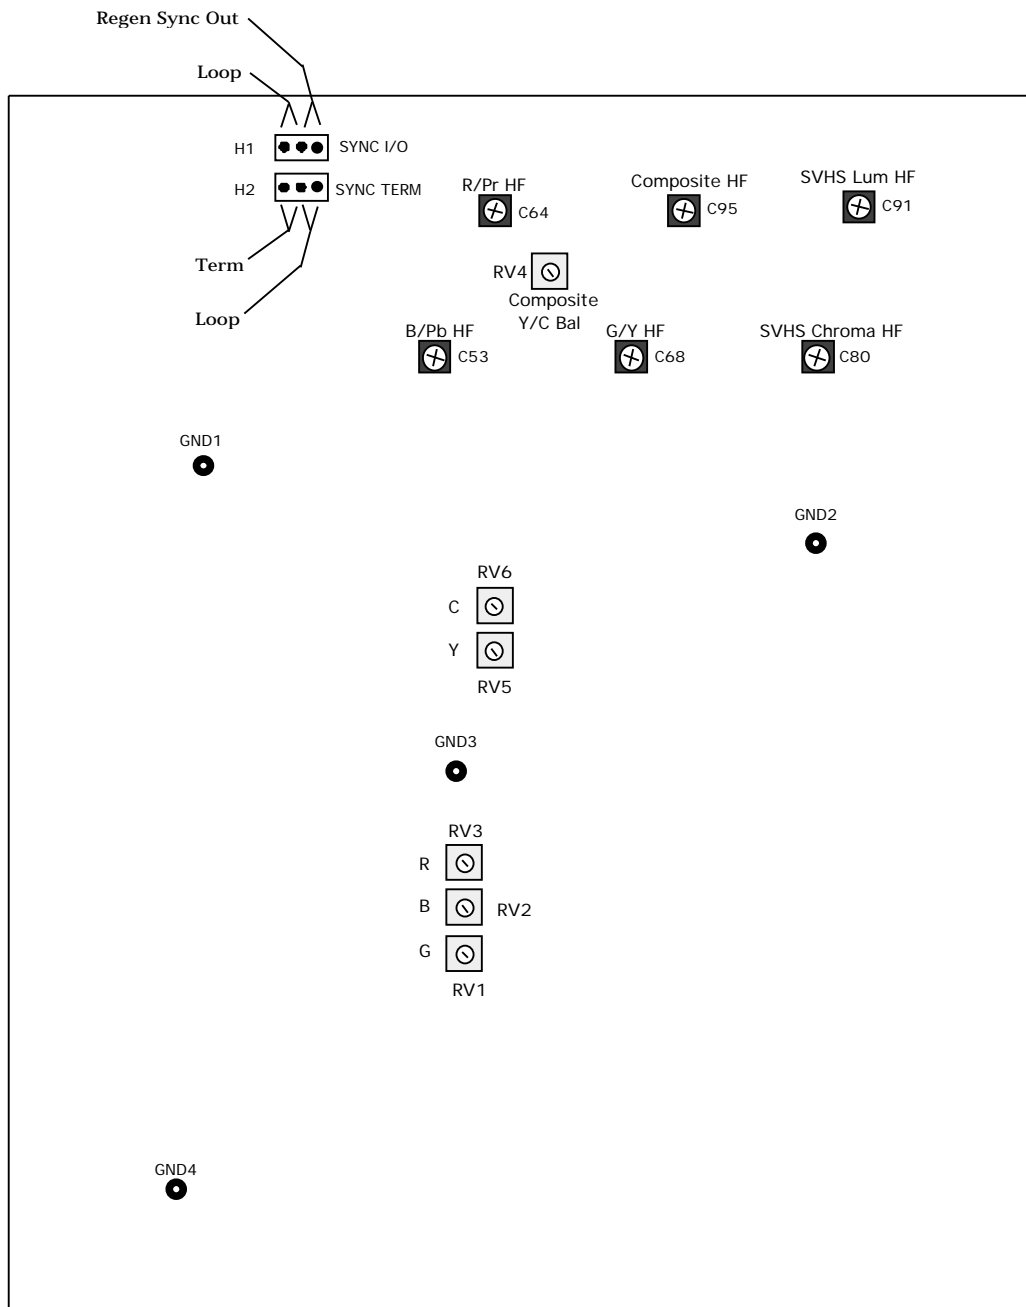 Regen Sync Out
Loop
H1
SYNC I/O
H2
SYNC TERM
Term
Loop
R/Pr HF
C64
Composite HF
C95
SVHS Lum HF
C91
RV4
Composite
Y/C Bal
B/Pb HF
C53
G/Y HF
C68
SVHS Chroma HF
C80
GND1
GND2
RV6
C
Y
RV5
GND3
RV3
R
B
RV2
G
RV1
GND4